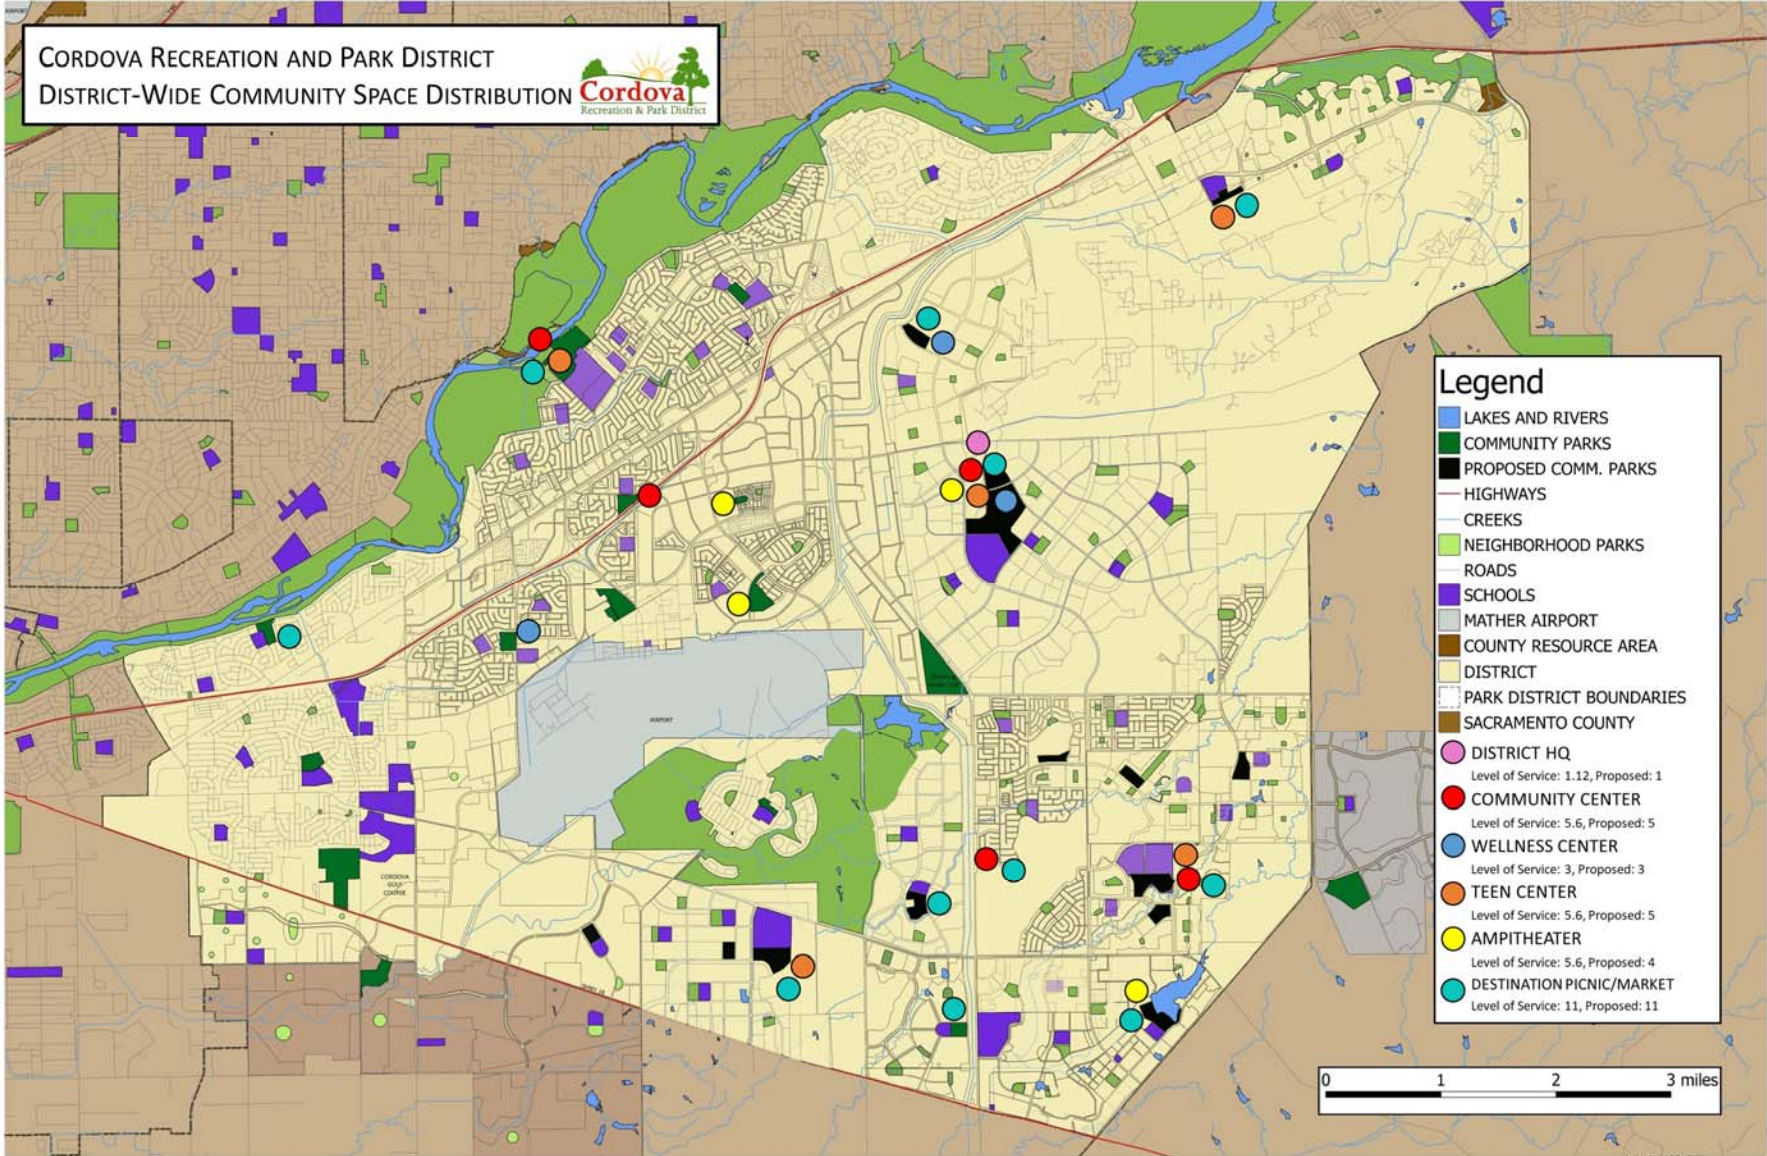 CORDOVA RECREATION AND PARK DISTRICT
DISTRICT-WIDE COMMUNITY SPACE DISTRIBUTION
Cordova
Recreation & Park District
AIRPORT
CORDOVA
GOLF
COURSE
Legend
LAKES AND RIVERS
COMMUNITY PARKS
PROPOSED COMM. PARKS
HIGHWAYS
CREEKS
NEIGHBORHOOD PARKS
ROADS
SCHOOLS
MATHER AIRPORT
COUNTY RESOURCE AREA
DISTRICT
PARK DISTRICT BOUNDARIES
SACRAMENTO COUNTY
DISTRICT HQ
Level of Service: 1.12, Proposed: 1
COMMUNITY CENTER
Level of Service: 5.6, Proposed: 5
WELLNESS CENTER
Level of Service: 3, Proposed: 3
TEEN CENTER
Level of Service: 5.6, Proposed: 5
AMPITHEATER
Level of Service: 5.6, Proposed: 4
DESTINATION PICNIC/MARKET
Level of Service: 11, Proposed: 11
0 1 2 3 miles